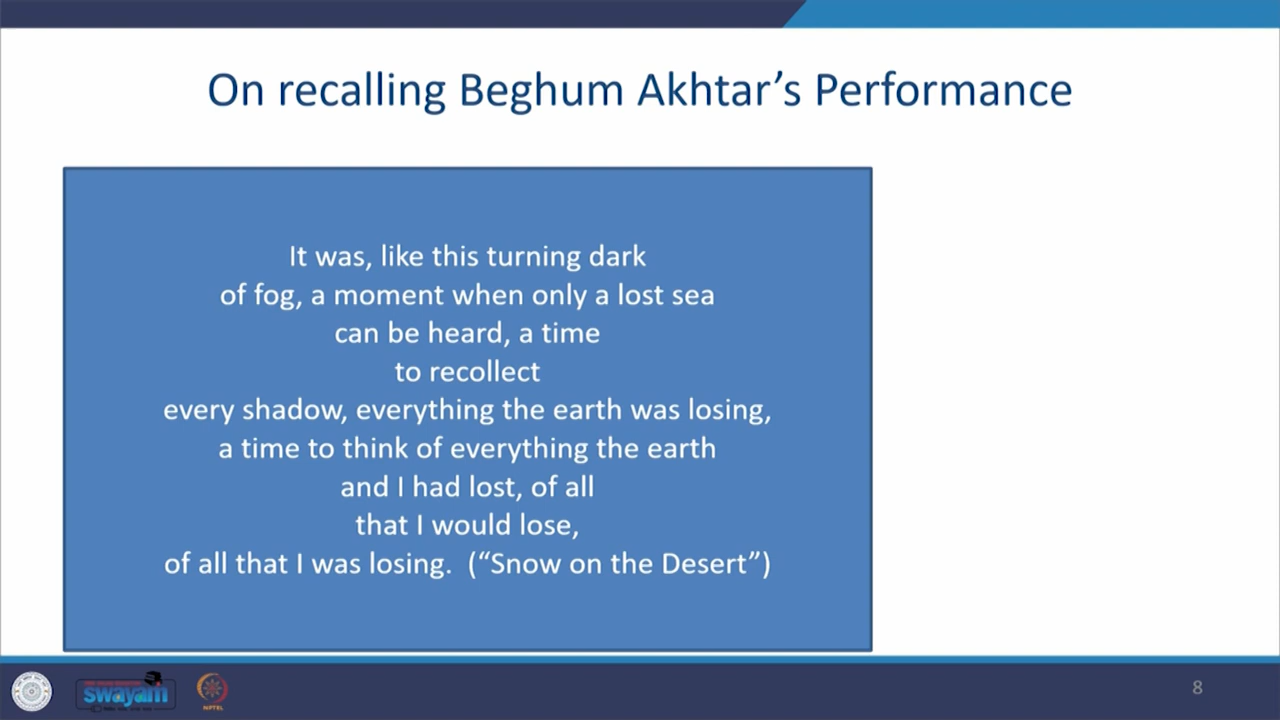 On recalling Beghum Akhtar's Performance
It was, like this turning dark
of fog, a moment when only a lost sea
can be heard, a time
to recollect
every shadow, everything the earth was losing,
a time to think of everything the earth
and I had lost, of all
that I would lose,
of all that I was losing. (“Snow on the Desert”)
swayam
NPTEL
8